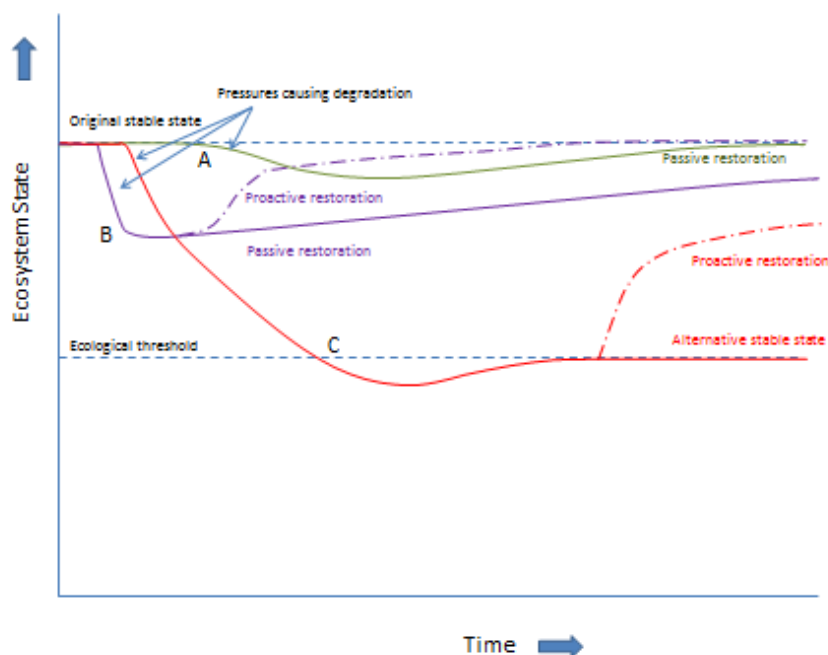 Pressures causing degradation
Original stable state
A
Passive restoration
Proactive restoration
B
Passive restoration
Proactive restoration
Ecological threshold
C
Alternative stable state
Ecosystem State
Time